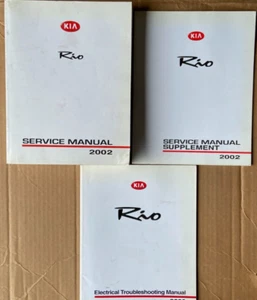 KIA
Rio
SERVICE MANUAL
2002
KIA
Rio
SERVICE MANUAL
SUPPLEMENT
2002
KIA
Rio
Electrical Troubleshooting Manual